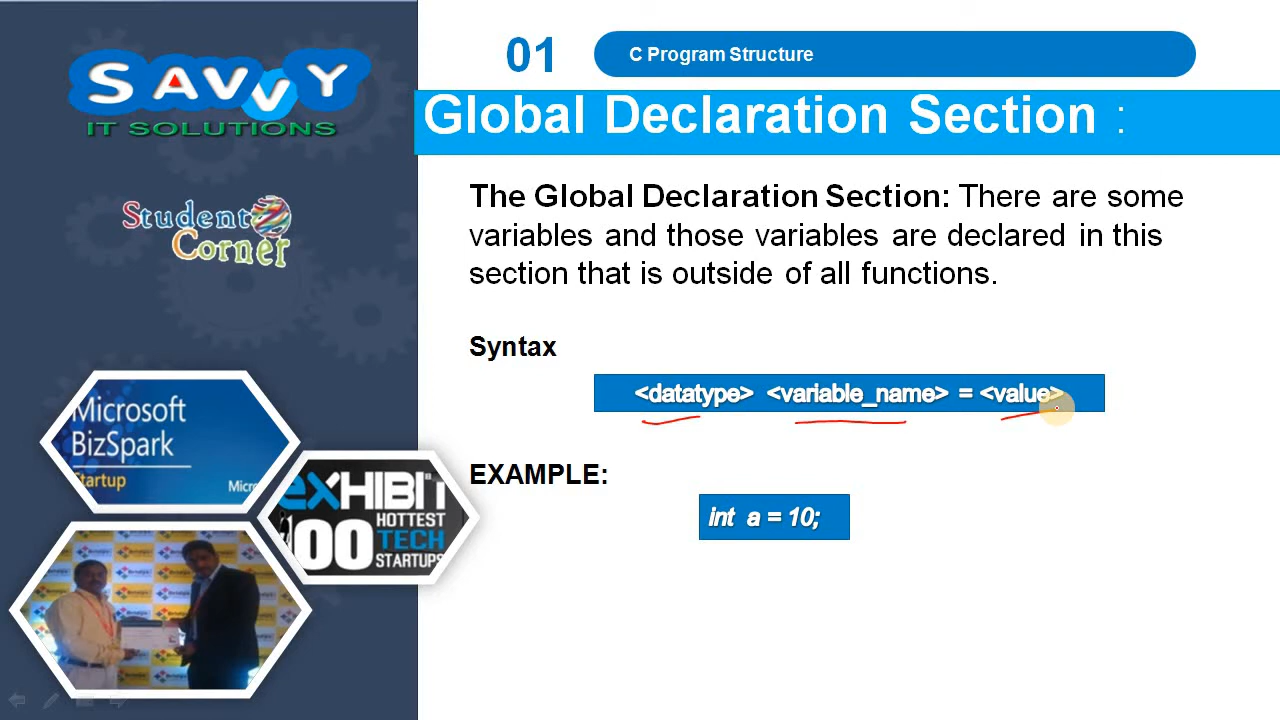 SAVVY
IT SOLUTIONS
Student
Corner
Microsoft
BizSpark
Startup
Micr
eXHIBIT
100 HOTTEST
TECH
STARTUPS
01
C Program Structure
Global Declaration Section :
The Global Declaration Section: There are some
variables and those variables are declared in this
section that is outside of all functions.
Syntax
<datatype> <variable_name> = <value>
EXAMPLE:
int a = 10;